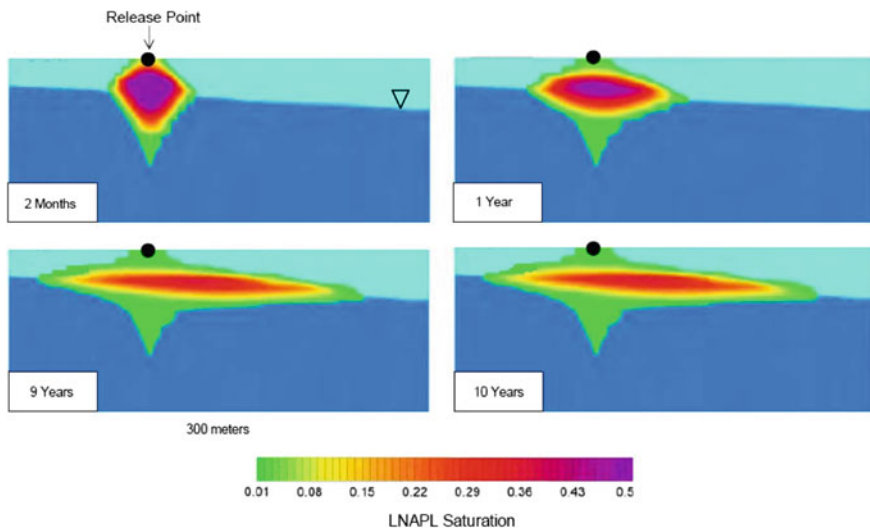 Release Point
2 Months
1 Year
9 Years
10 Years
300 meters
0.01 0.08 0.15 0.22 0.29 0.36 0.43 0.5
LNAPL Saturation